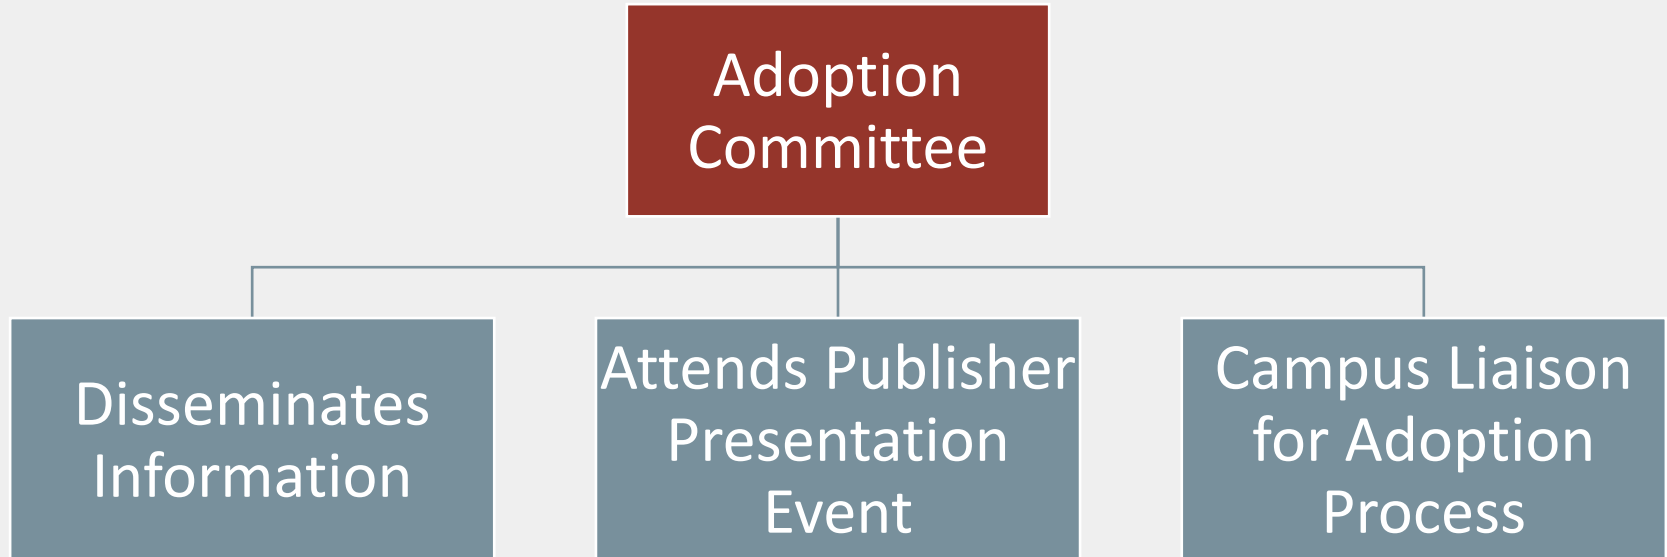 Adoption
Committee
Disseminates
Information
Attends Publisher
Presentation
Event
Campus Liaison
for Adoption
Process